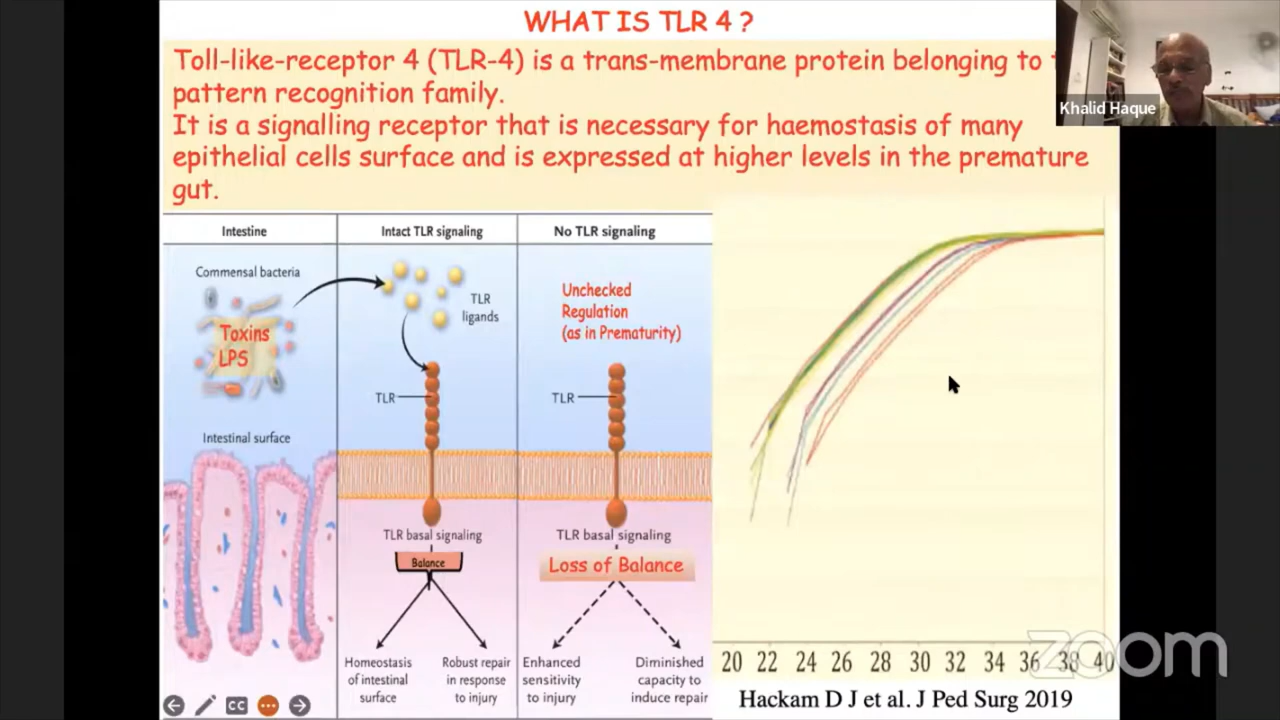 WHAT IS TLR 4 ?
Toll-like-receptor 4 (TLR-4) is a trans-membrane protein belonging to
pattern recognition family.
It is a signalling receptor that is necessary for haemostasis of many
epithelial cells surface and is expressed at higher levels in the premature
gut.
Khalid Haque
Intestine
Commensal bacteria
Toxins
LPS
Intestinal surface
Intact TLR signaling
TLR
ligands
TLR
TLR basal signaling
Balance
Homeostasis
of intestinal
surface
Robust repair
in response
to injury
No TLR signaling
Unchecked
Regulation
(as in Prematurity)
TLR
TLR basal signaling
Loss of Balance
Enhanced
sensitivity
to injury
Diminished
capacity to
induce repair
20 22 24 26 28 30 32 34 36 38 40
Hackam D J et al. J Ped Surg 2019
CC
zoom